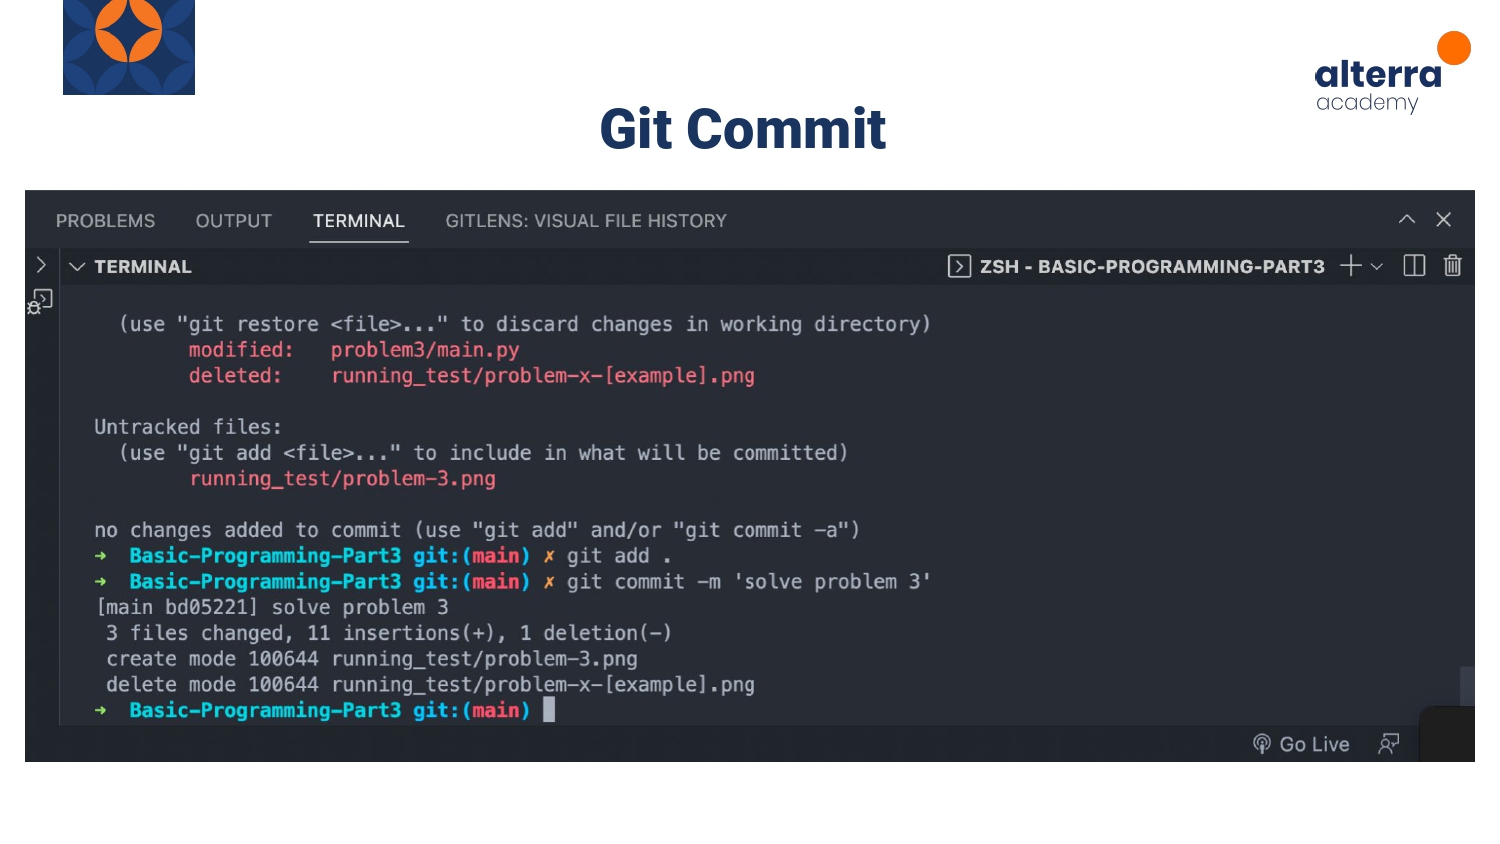 alterra
academy
Git Commit
PROBLEMS OUTPUT TERMINAL GITLENS: VISUAL FILE HISTORY
TERMINAL ZSH - BASIC-PROGRAMMING-PART3
(use "git restore <file>..." to discard changes in working directory)
modified: problem3/main.py
deleted: running_test/problem-x-[example].png
Untracked files:
(use "git add <file>..." to include in what will be committed)
running_test/problem-3.png
no changes added to commit (use "git add" and/or "git commit -a")
➜ Basic-Programming-Part3 git:(main) ✗ git add .
➜ Basic-Programming-Part3 git:(main) ✗ git commit -m 'solve problem 3'
[main bd05221] solve problem 3
3 files changed, 11 insertions(+), 1 deletion(-)
create mode 100644 running_test/problem-3.png
delete mode 100644 running_test/problem-x-[example].png
➜ Basic-Programming-Part3 git:(main)
Go Live